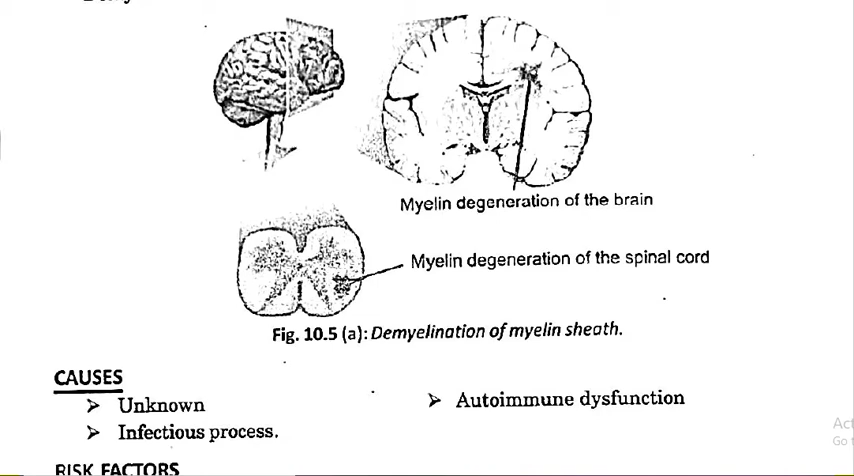 Myelin degeneration of the brain
Myelin degeneration of the spinal cord
Fig. 10.5 (a): Demyelination of myelin sheath.
CAUSES
➢ Unknown
➢ Autoimmune dysfunction
➢ Infectious process.
RISK FACTORS